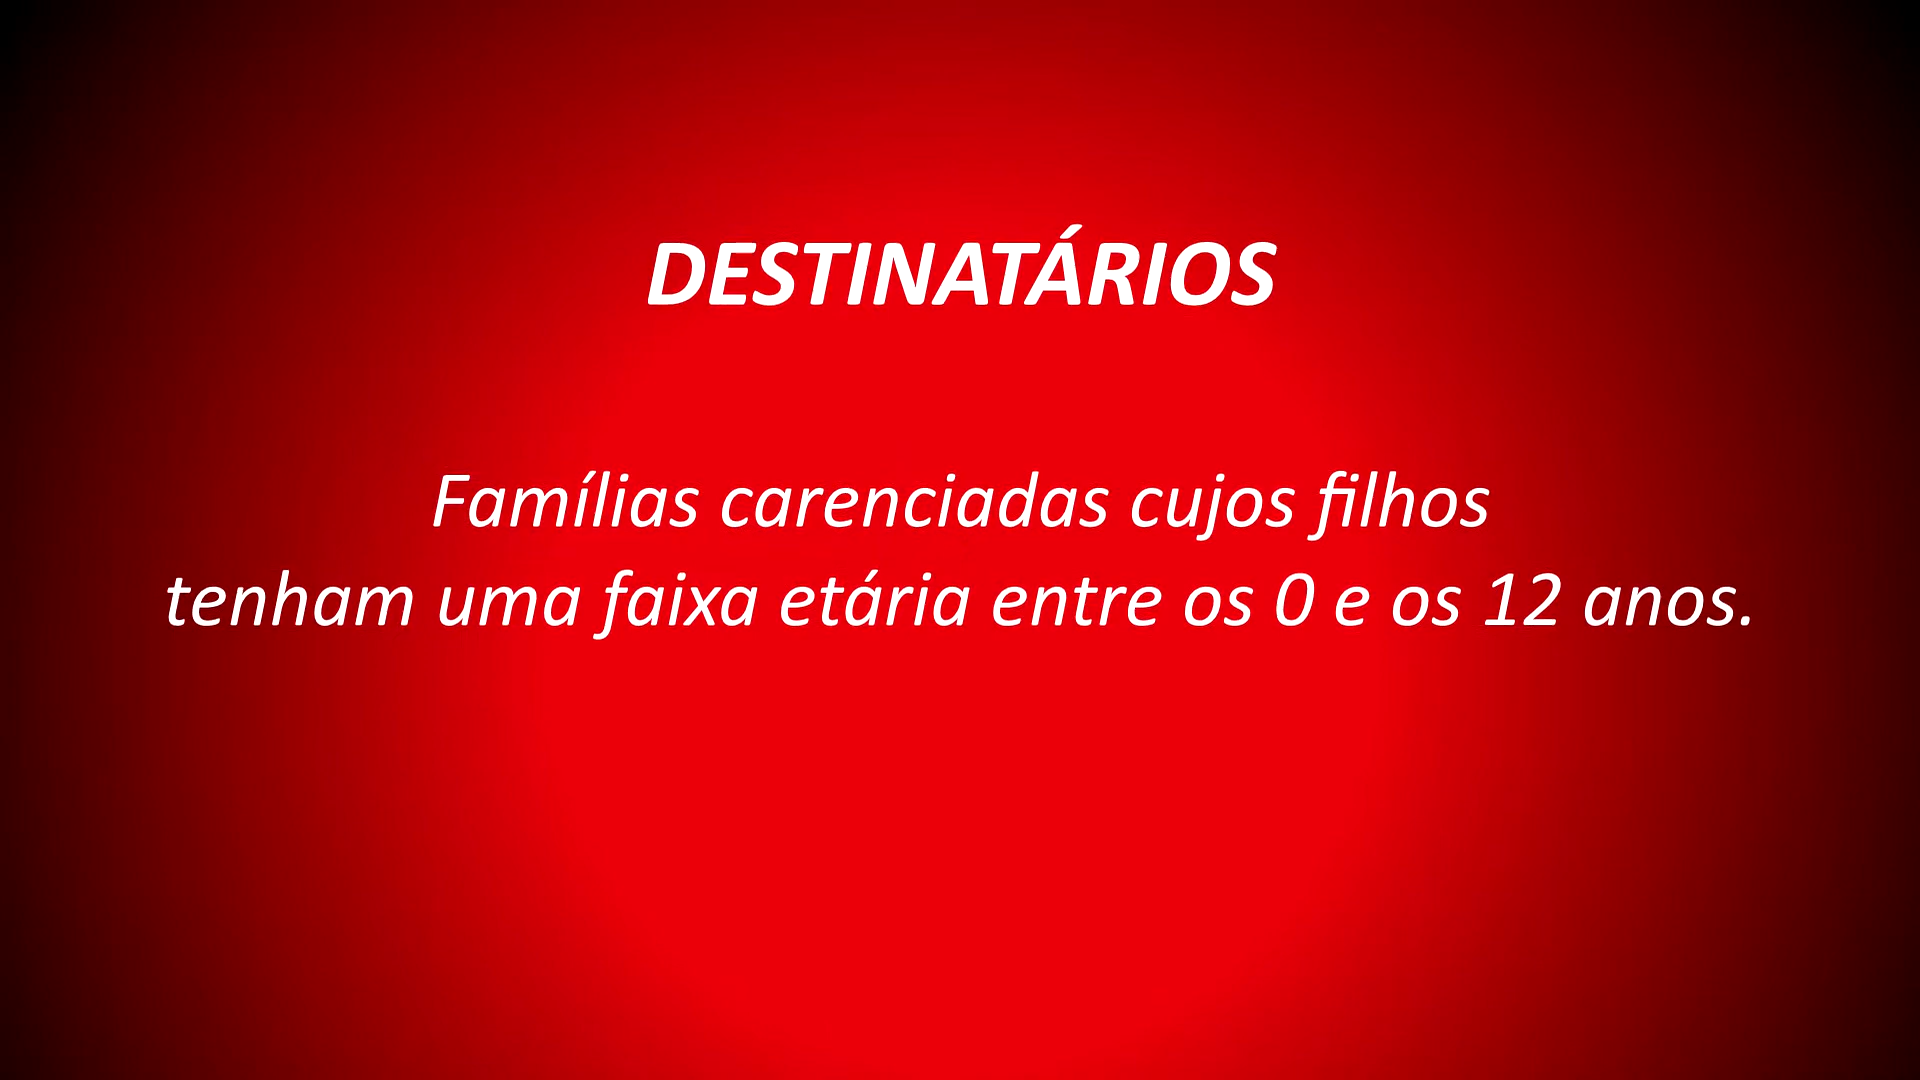 DESTINATÁRIOS
Famílias carenciadas cujos filhos
tenham uma faixa etária entre os 0 e os 12 anos.